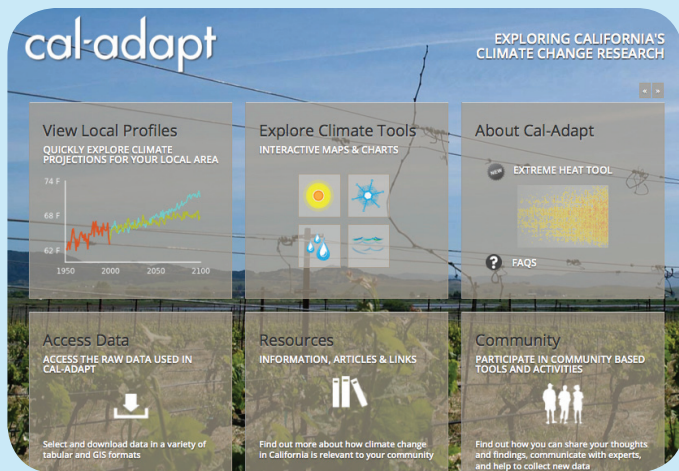 cal-adapt
EXPLORING CALIFORNIA'S
CLIMATE CHANGE RESEARCH
« »
View Local Profiles
QUICKLY EXPLORE CLIMATE
PROJECTIONS FOR YOUR LOCAL AREA
74 F
68 F
62 F
1950 2000 2050 2100
Explore Climate Tools
INTERACTIVE MAPS & CHARTS
About Cal-Adapt
NEW EXTREME HEAT TOOL
? FAQS
Access Data
ACCESS THE RAW DATA USED IN
CAL-ADAPT
Select and download data in a variety of
tabular and GIS formats
Resources
INFORMATION, ARTICLES & LINKS
Find out more about how climate change
in California is relevant to your community
Community
PARTICIPATE IN COMMUNITY BASED
TOOLS AND ACTIVITIES
Find out how you can share your thoughts
and findings, communicate with experts,
and help to collect new data